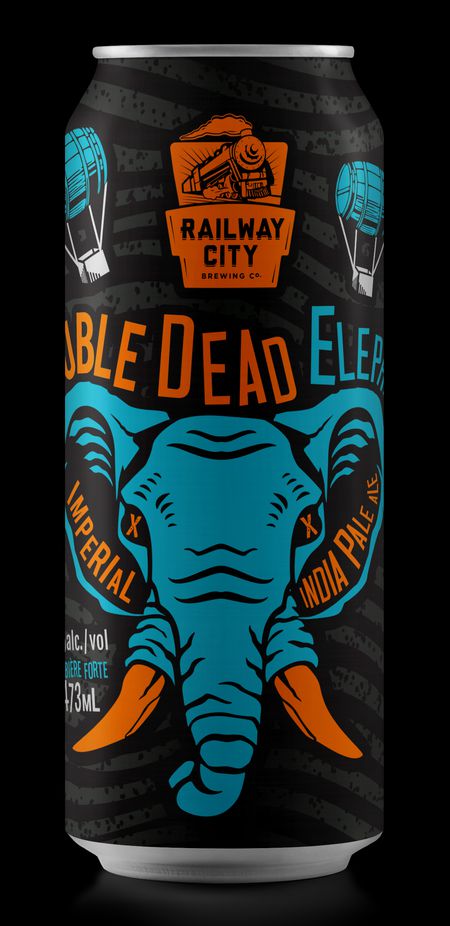 RAILWAY
CITY
BREWING CO.
UBLE DEAD ELEPH
IMPERIAL
INDIA PALE ALE
alc./vol
BIÈRE FORTE
473mL